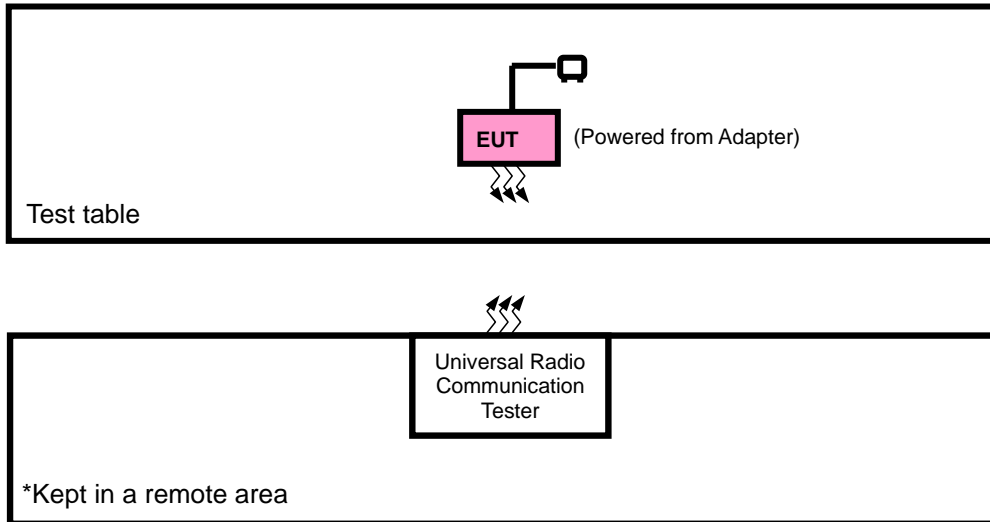 EUT
(Powered from Adapter)
Test table
Universal Radio
Communication
Tester
*Kept in a remote area